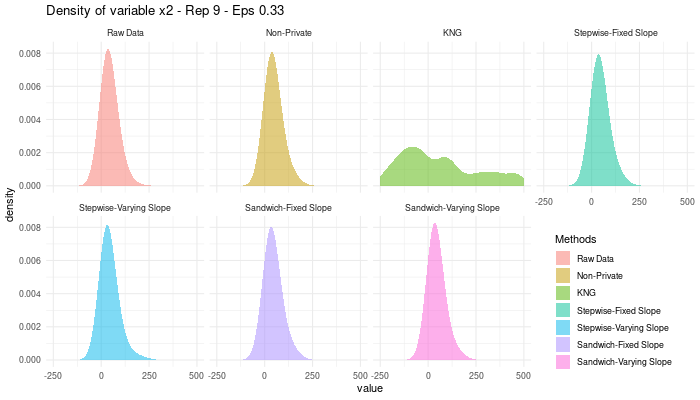 Density of variable x2 - Rep 9 - Eps 0.33
Raw Data
Non-Private
KNG
Stepwise-Fixed Slope
0.008
0.006
0.004
0.002
0.000
-250 0 250 500
density
Stepwise-Varying Slope
Sandwich-Fixed Slope
Sandwich-Varying Slope
0.008
0.006
0.004
0.002
0.000
-250 0 250 500
-250 0 250 500
-250 0 250 500
value
Methods
Raw Data
Non-Private
KNG
Stepwise-Fixed Slope
Stepwise-Varying Slope
Sandwich-Fixed Slope
Sandwich-Varying Slope